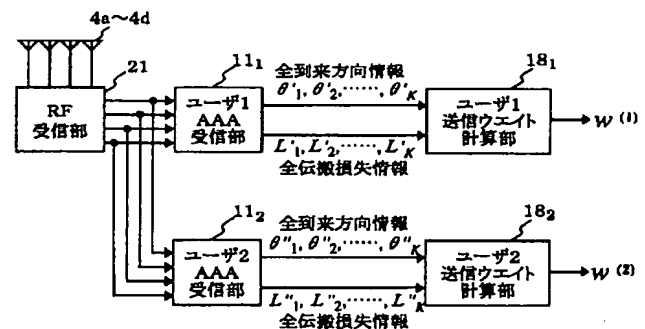 4a～4d
21
RF
受信部
11₁
ユーザ1
AAA
受信部
全到来方向情報
θ'₁, θ'₂,……, θ'_K
L'₁, L'₂,……, L'_K
全伝搬損失情報
18₁
ユーザ1
送信ウエイト
計算部
W⁽¹⁾
11₂
ユーザ2
AAA
受信部
全到来方向情報
θ"₁, θ"₂,……, θ"_K
L"₁, L"₂,……, L"_K
全伝搬損失情報
18₂
ユーザ2
送信ウエイト
計算部
W⁽²⁾